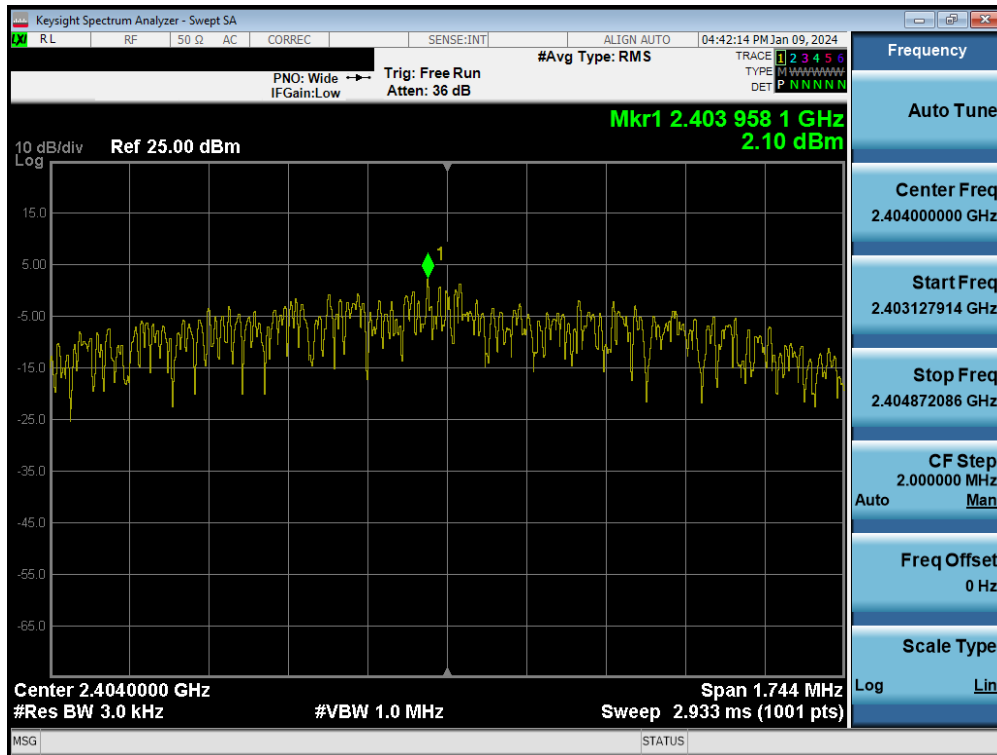 Keysight Spectrum Analyzer - Swept SA
LXI RL RF 50 Ω AC CORREC SENSE:INT ALIGN AUTO 04:42:14 PM Jan 09, 2024
#Avg Type: RMS TRACE 1 2 3 4 5 6
PNO: Wide Trig: Free Run TYPE M WWWWW
IFGain:Low Atten: 36 dB DET P N N N N N
Mkr1 2.403 958 1 GHz
2.10 dBm
10 dB/div Ref 25.00 dBm
Log
15.0
5.00
1
-5.00
-15.0
-25.0
-35.0
-45.0
-55.0
-65.0
Center 2.4040000 GHz Span 1.744 MHz
#Res BW 3.0 kHz #VBW 1.0 MHz Sweep 2.933 ms (1001 pts)
MSG STATUS
Frequency
Auto Tune
Center Freq
2.404000000 GHz
Start Freq
2.403127914 GHz
Stop Freq
2.404872086 GHz
CF Step
2.000000 MHz
Auto Man
Freq Offset
0 Hz
Scale Type
Log Lin